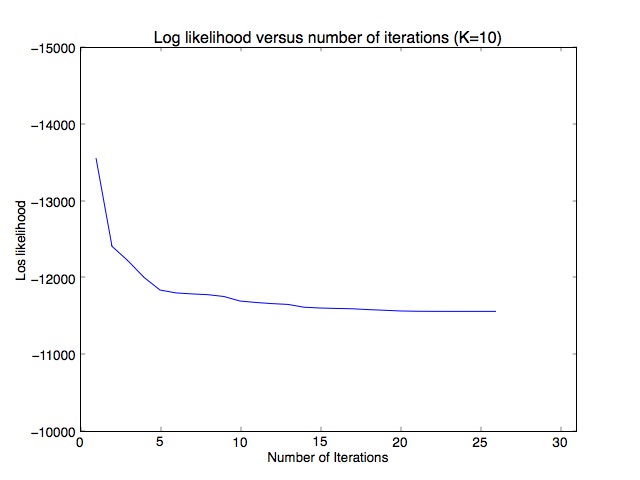 Log likelihood versus number of iterations (K=10)
−15000
−14000
−13000
−12000
−11000
−10000
Los likelihood
0 5 10 15 20 25 30
Number of Iterations